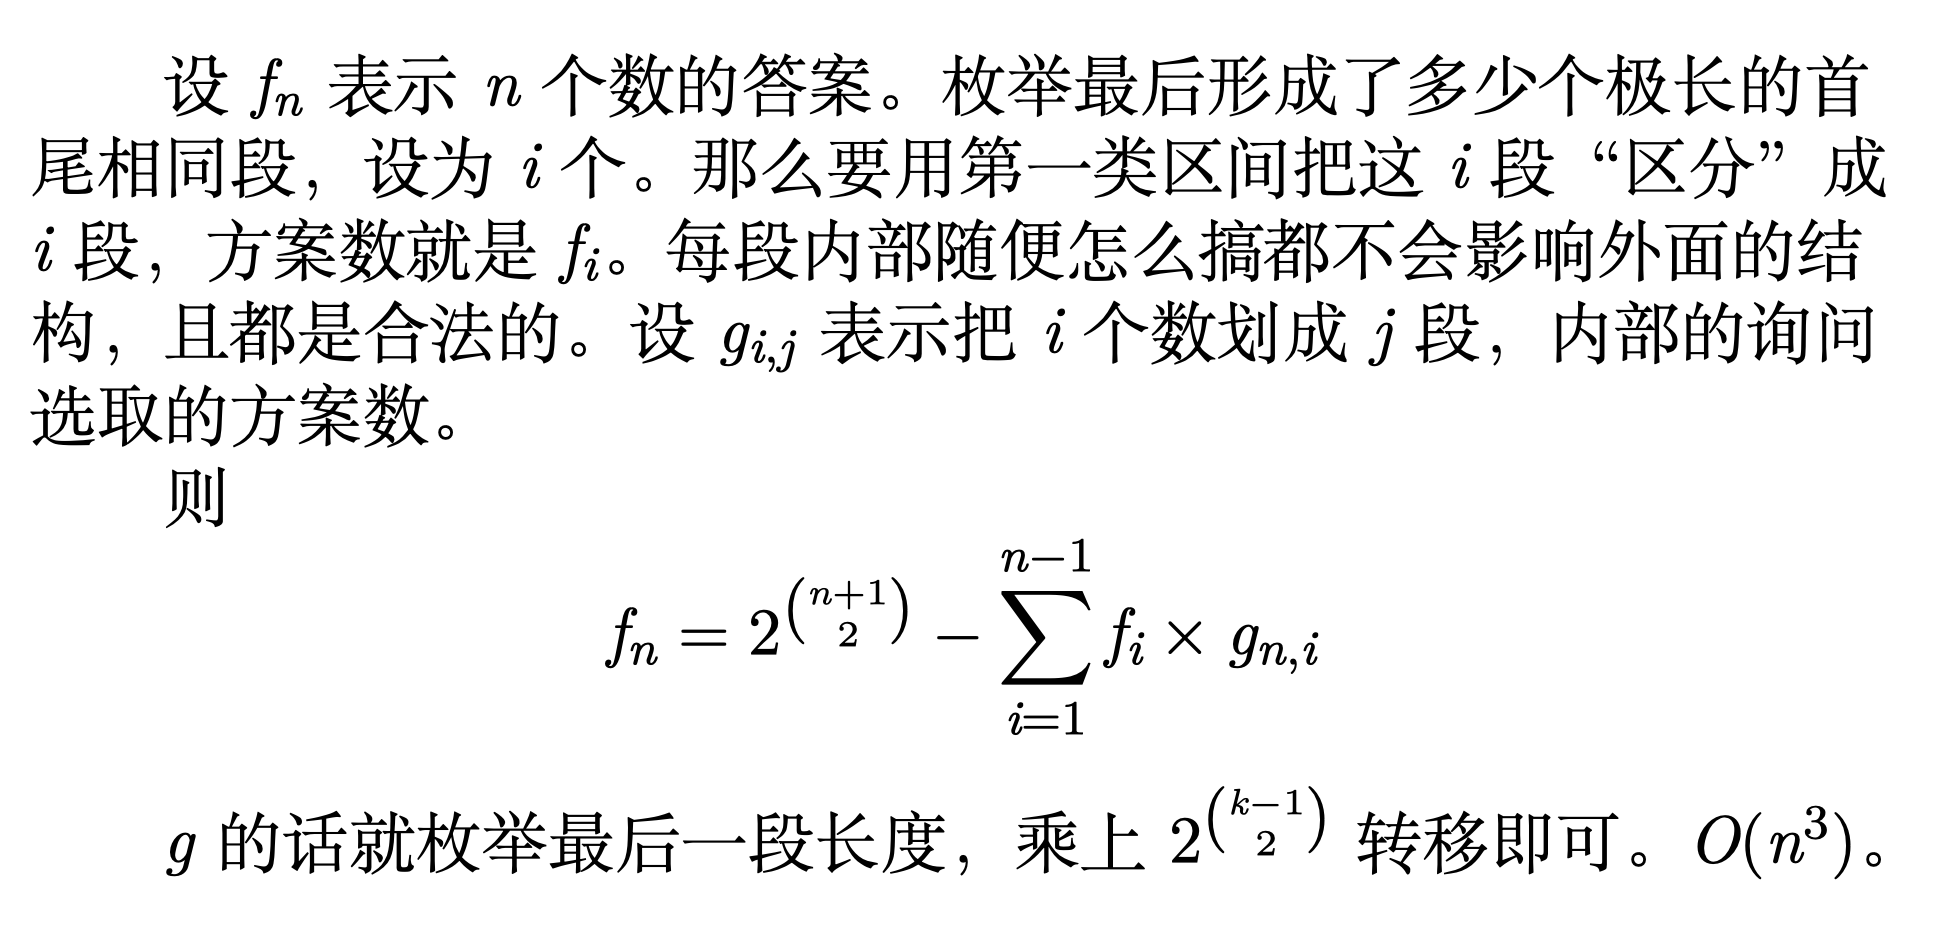 设 $f_n$ 表示 $n$ 个数的答案。枚举最后形成了多少个极长的首
尾相同段，设为 $i$ 个。那么要用第一类区间把这 $i$ 段 “区分” 成
$i$ 段，方案数就是 $f_i$。每段内部随便怎么搞都不会影响外面的结
构，且都是合法的。设 $g_{i,j}$ 表示把 $i$ 个数划成 $j$ 段，内部的询问
选取的方案数。
则
$f_n = 2^{\binom{n+1}{2}} - \sum_{i=1}^{n-1} f_i \times g_{n,i}$
$g$ 的话就枚举最后一段长度，乘上 $2^{\binom{k-1}{2}}$ 转移即可。$O(n^3)$。